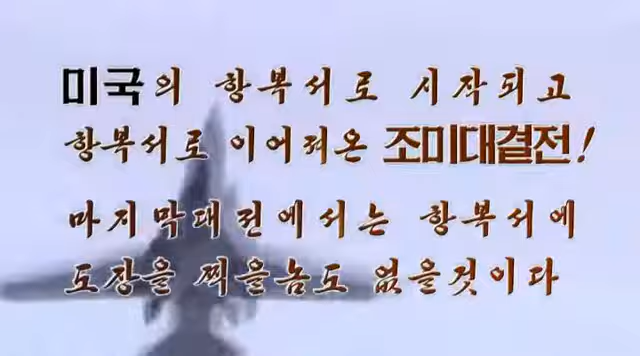 미국의 항복서로 시작되고
항복서로 이어져온 조미대결전!
마지막대전에서는 항복서에
도장을 찍을놈도 없을것이다